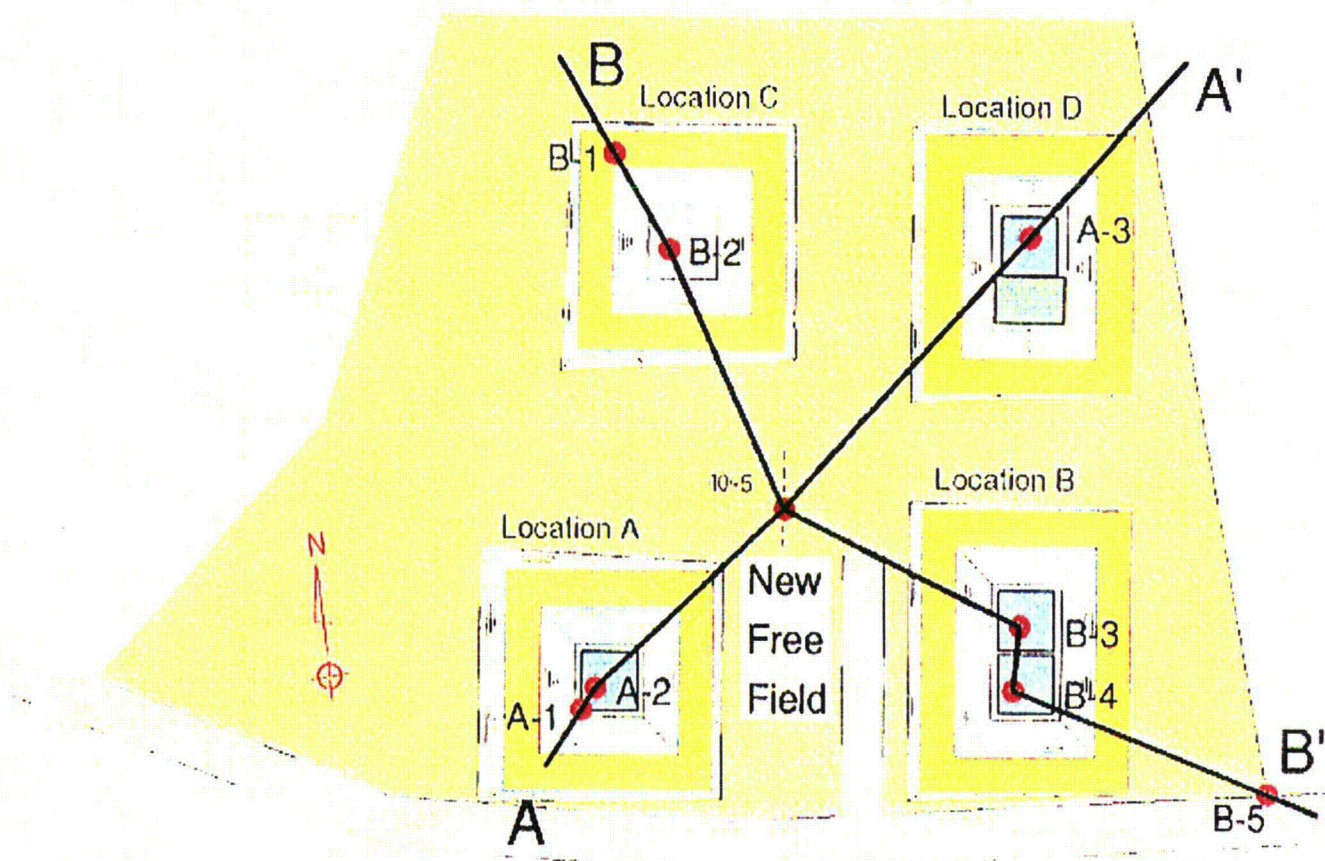 B
A'
Location C
Location D
B-1
B-2
A-3
10-5
Location B
Location A
N
New
Free
Field
B-3
B-4
A-2
A-1
B'
A
B-5